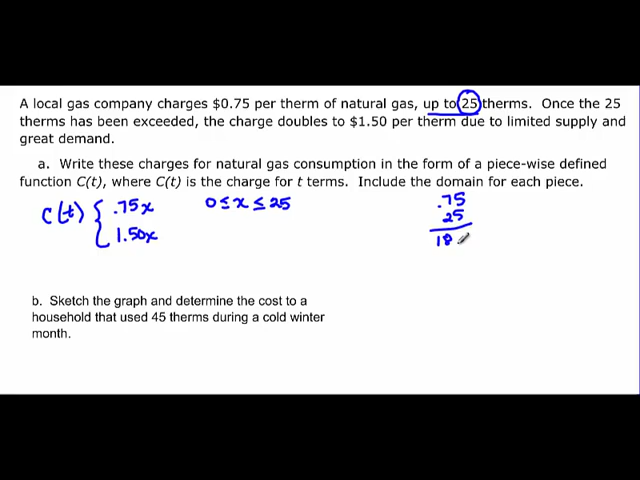 A local gas company charges $0.75 per therm of natural gas, up to 25 therms. Once the 25
therms has been exceeded, the charge doubles to $1.50 per therm due to limited supply and
great demand.
a. Write these charges for natural gas consumption in the form of a piece-wise defined
function C(t), where C(t) is the charge for t terms. Include the domain for each piece.
C(t) { .75x 0 ≤ x ≤ 25
1.50x
.75
25
18
b. Sketch the graph and determine the cost to a
household that used 45 therms during a cold winter
month.